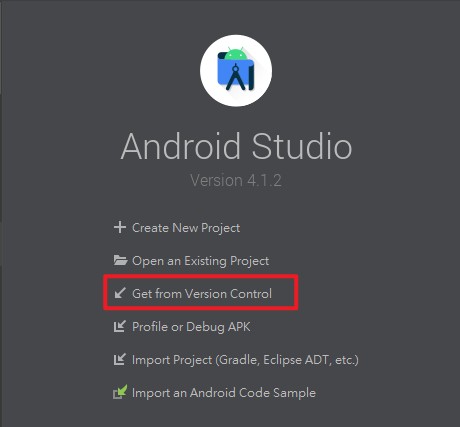 Android Studio
Version 4.1.2
Create New Project
Open an Existing Project
Get from Version Control
Profile or Debug APK
Import Project (Gradle, Eclipse ADT, etc.)
Import an Android Code Sample